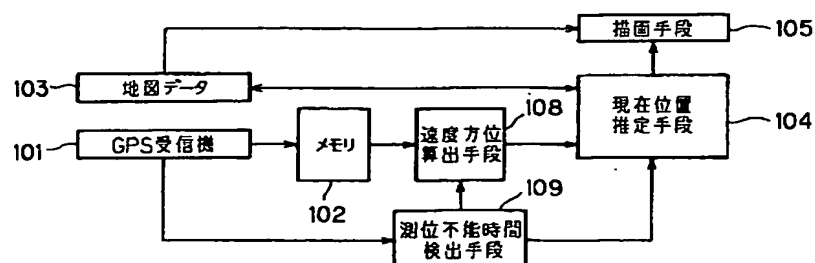 描画手段
105
103
地図データ
現在位置
推定手段
104
108
101
GPS受信機
メモリ
102
速度方位
算出手段
109
測位不能時間
検出手段